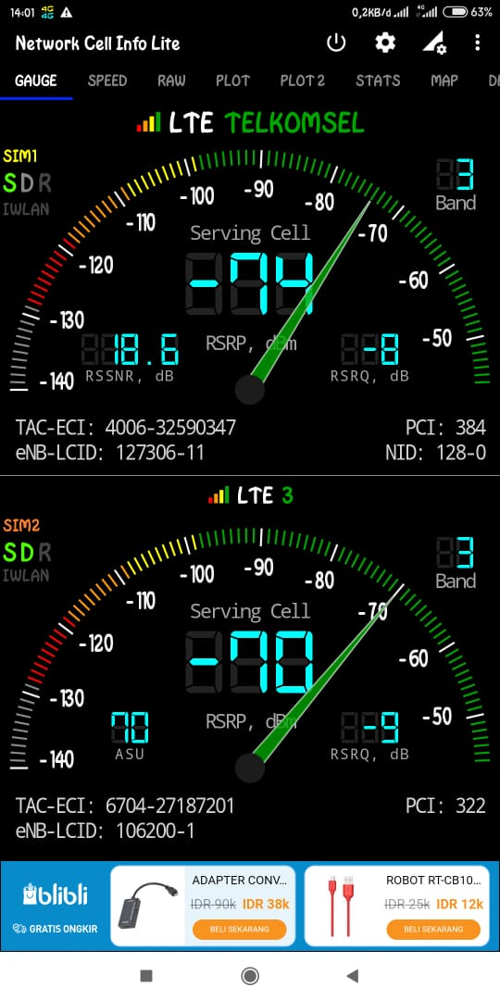 14:01 4G 4G 0,2KB/d 4G 63%
Network Cell Info Lite
GAUGE SPEED RAW PLOT PLOT 2 STATS MAP DE
LTE TELKOMSEL
SIM1
SDR
IWLAN
3
Band
-140 -130 -120 -110 -100 -90 -80 -70 -60 -50
Serving Cell
-74
RSRP, dBm
18.6
RSSNR, dB
-8
RSRQ, dB
TAC-ECI: 4006-32590347 PCI: 384
eNB-LCID: 127306-11 NID: 128-0
LTE 3
SIM2
SDR
IWLAN
3
Band
-140 -130 -120 -110 -100 -90 -80 -70 -60 -50
Serving Cell
-70
RSRP, dBm
70
ASU
-9
RSRQ, dB
TAC-ECI: 6704-27187201 PCI: 322
eNB-LCID: 106200-1
blibli
GRATIS ONGKIR
ADAPTER CONV...
IDR 90k IDR 38k
BELI SEKARANG
ROBOT RT-CB10...
IDR 25k IDR 12k
BELI SEKARANG